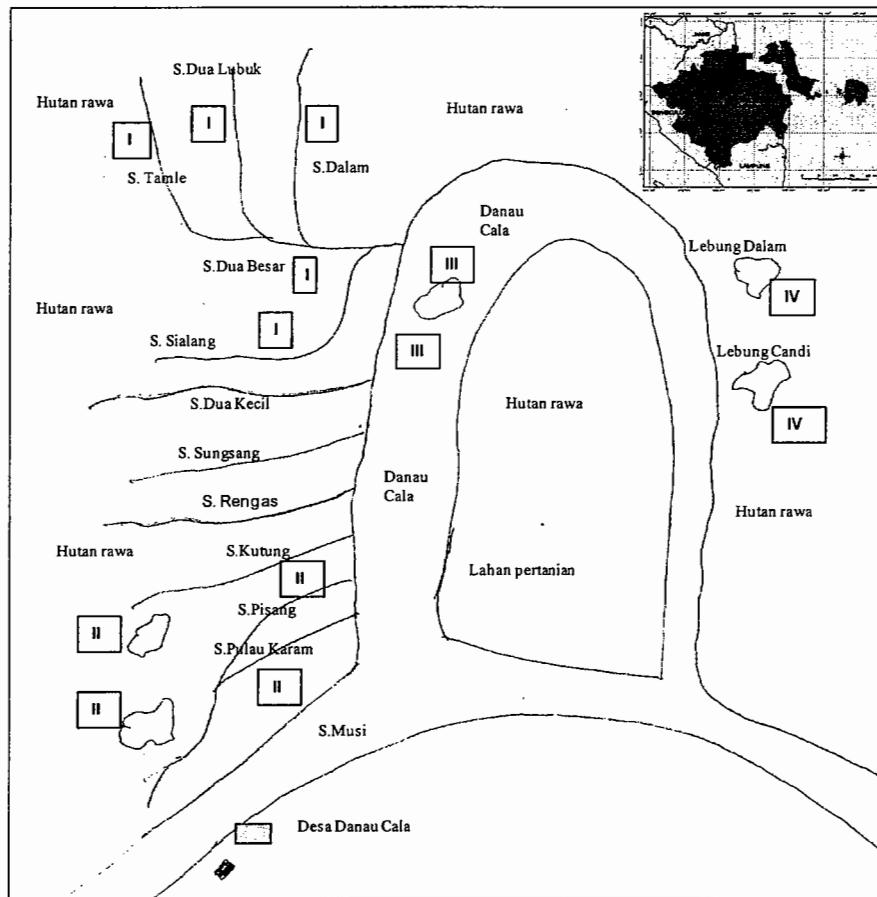 S.Dua Lubuk
Hutan rawa
I
I
I
Hutan rawa
S. Tamle
S.Dalam
Danau
Cala
III
Lebung Dalam
IV
S.Dua Besar
I
Hutan rawa
I
S. Sialang
III
Lebung Candi
IV
S.Dua Kecil
Hutan rawa
S. Sungsang
Danau
Cala
S. Rengas
Hutan rawa
Hutan rawa
S.Kutung
II
Lahan pertanian
S.Pisang
II
S.Pulau Karam
II
II
S.Musi
Desa Danau Cala